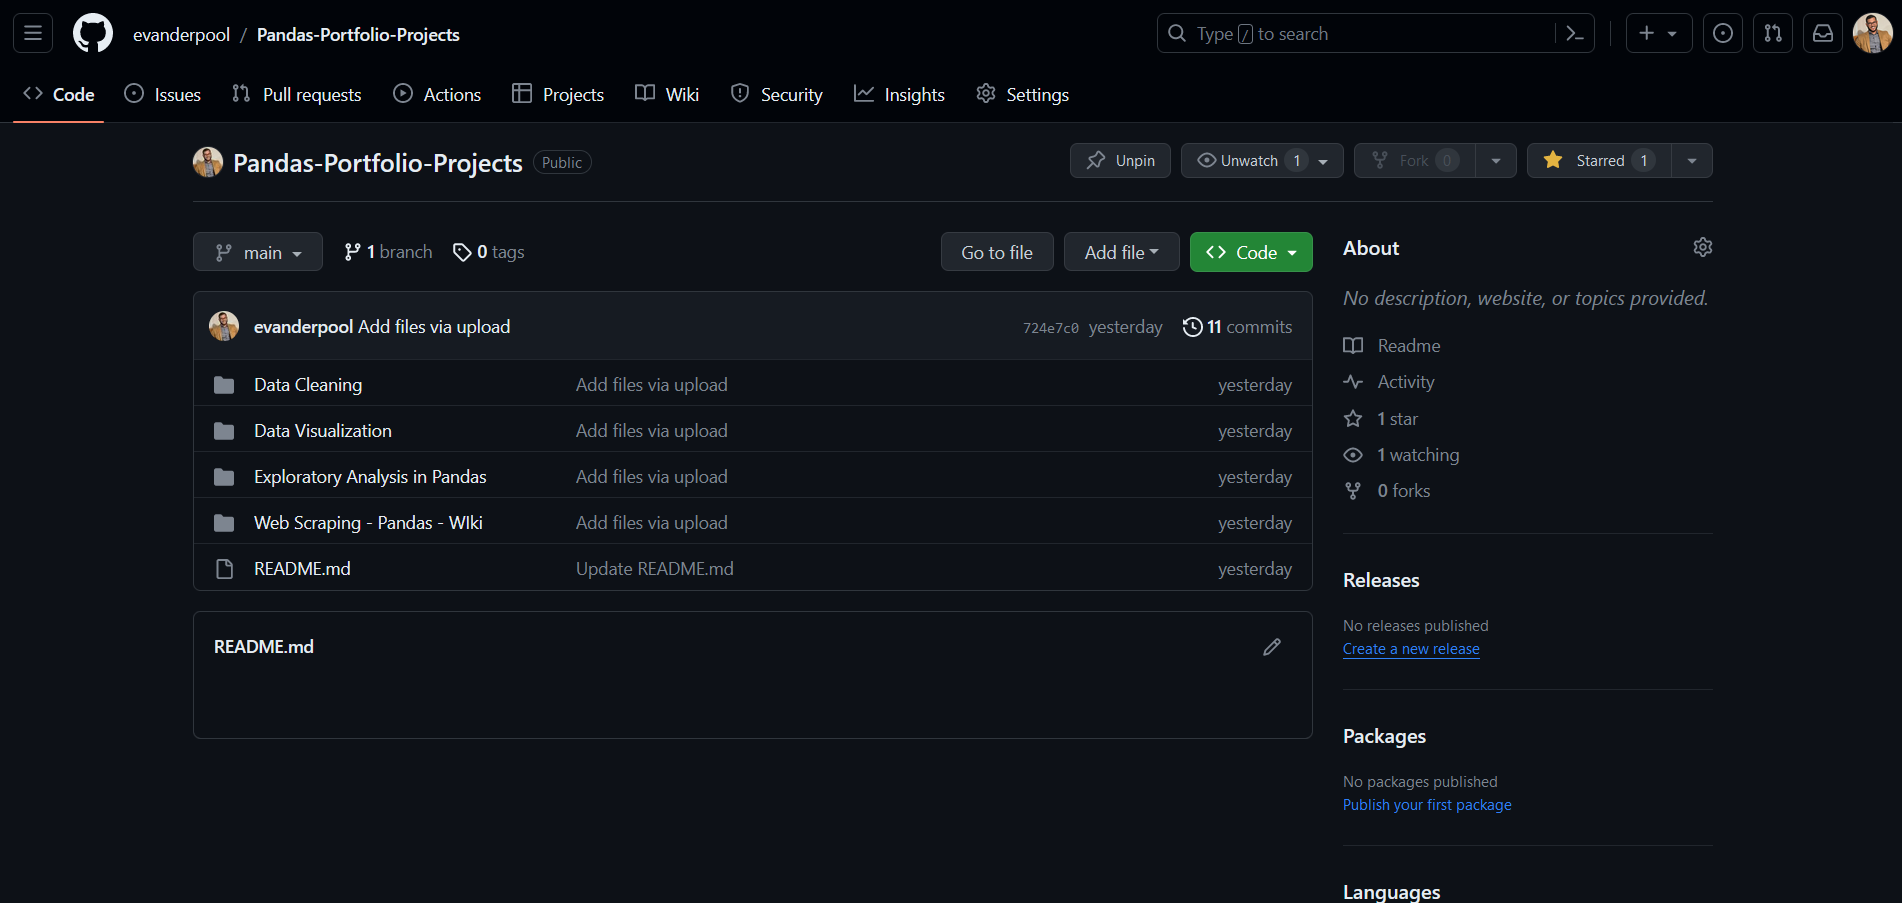 evanderpool / Pandas-Portfolio-Projects
Type / to search
Code Issues Pull requests Actions Projects Wiki Security Insights Settings
Pandas-Portfolio-Projects Public
Unpin Unwatch 1 Fork 0 Starred 1
main 1 branch 0 tags Go to file Add file Code
evanderpool Add files via upload 724e7c0 yesterday 11 commits
Data Cleaning Add files via upload yesterday
Data Visualization Add files via upload yesterday
Exploratory Analysis in Pandas Add files via upload yesterday
Web Scraping - Pandas - WIki Add files via upload yesterday
README.md Update README.md yesterday
README.md
About
No description, website, or topics provided.
Readme
Activity
1 star
1 watching
0 forks
Releases
No releases published
Create a new release
Packages
No packages published
Publish your first package
Languages